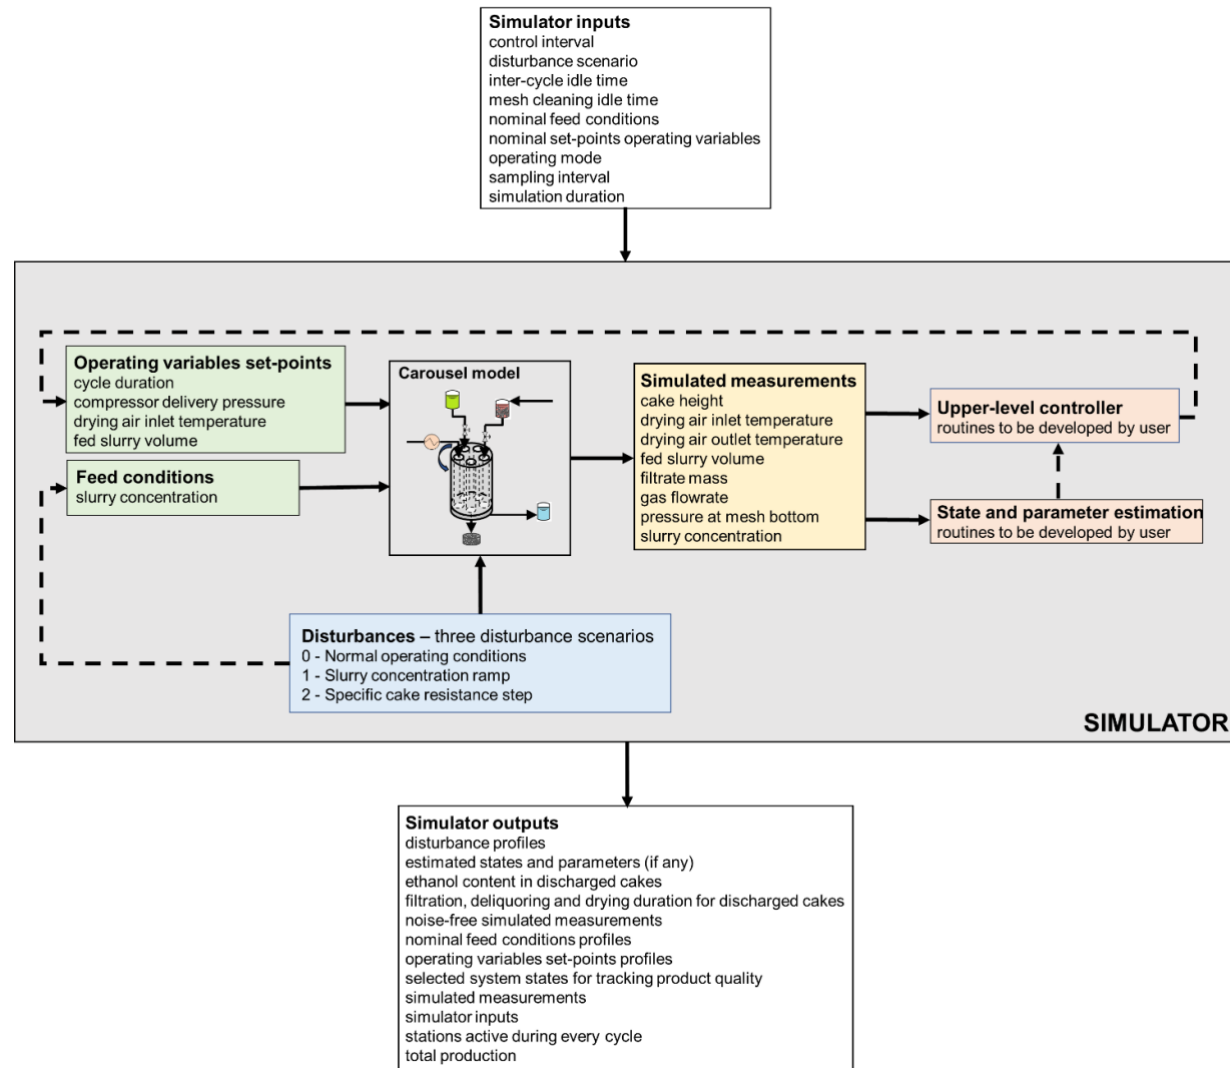 Simulator inputs
control interval
disturbance scenario
inter-cycle idle time
mesh cleaning idle time
nominal feed conditions
nominal set-points operating variables
operating mode
sampling interval
simulation duration
Operating variables set-points
cycle duration
compressor delivery pressure
drying air inlet temperature
fed slurry volume
Feed conditions
slurry concentration
Carousel model
Simulated measurements
cake height
drying air inlet temperature
drying air outlet temperature
fed slurry volume
filtrate mass
gas flowrate
pressure at mesh bottom
slurry concentration
Upper-level controller
routines to be developed by user
State and parameter estimation
routines to be developed by user
Disturbances – three disturbance scenarios
0 - Normal operating conditions
1 - Slurry concentration ramp
2 - Specific cake resistance step
SIMULATOR
Simulator outputs
disturbance profiles
estimated states and parameters (if any)
ethanol content in discharged cakes
filtration, deliquoring and drying duration for discharged cakes
noise-free simulated measurements
nominal feed conditions profiles
operating variables set-points profiles
selected system states for tracking product quality
simulated measurements
simulator inputs
stations active during every cycle
total production